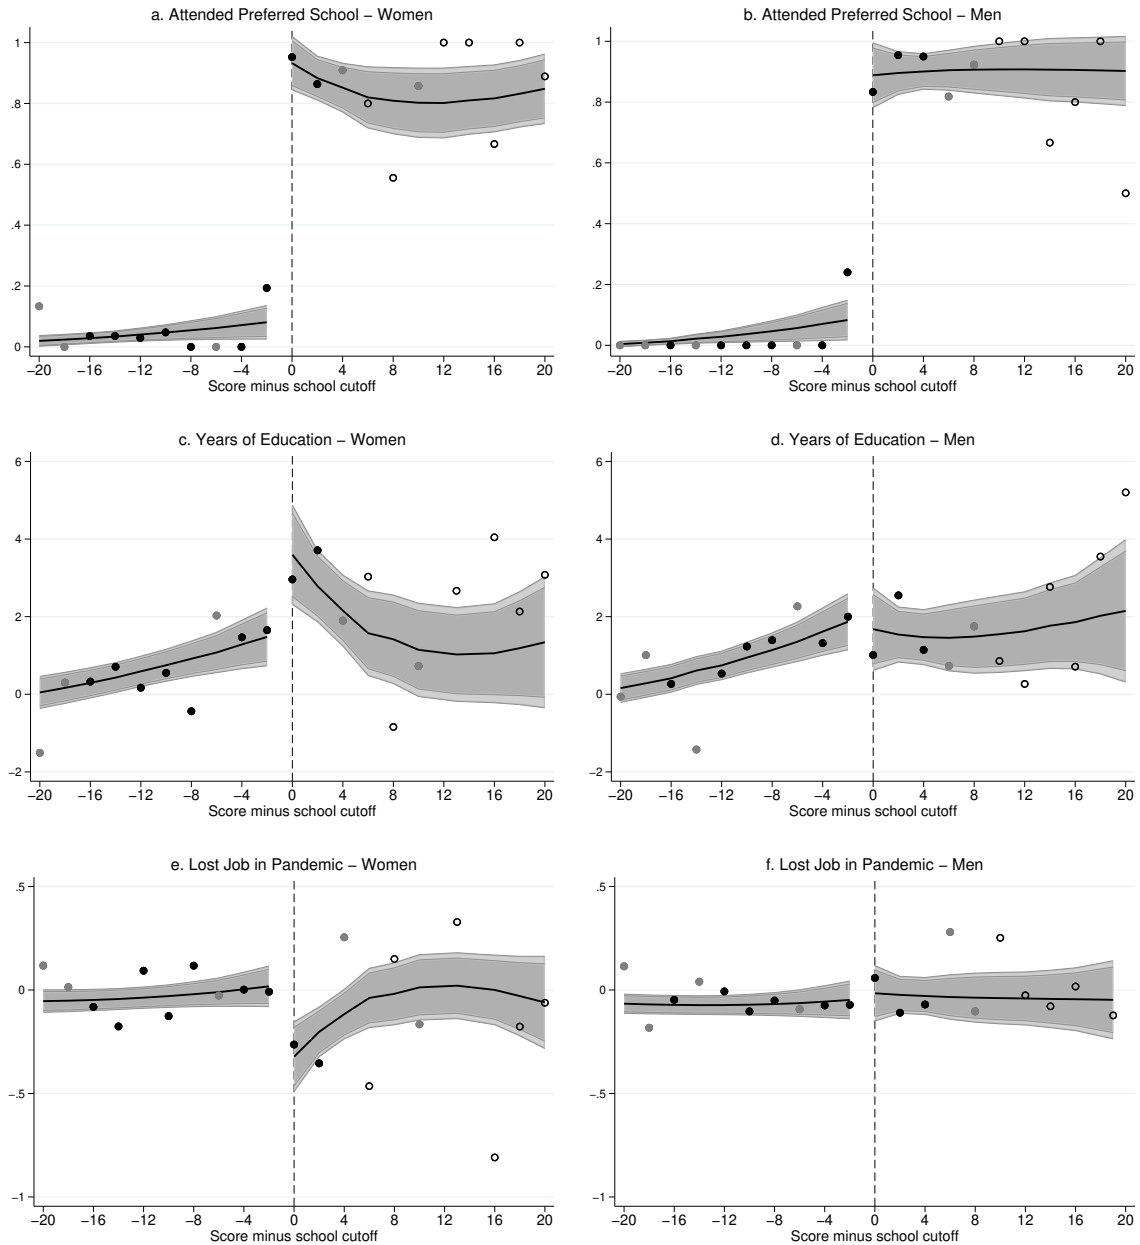 a. Attended Preferred School − Women
1
.8
.6
.4
.2
0
−20 −16 −12 −8 −4 0 4 8 12 16 20
Score minus school cutoff
b. Attended Preferred School − Men
1
.8
.6
.4
.2
0
−20 −16 −12 −8 −4 0 4 8 12 16 20
Score minus school cutoff
c. Years of Education − Women
6
4
2
0
−2
−20 −16 −12 −8 −4 0 4 8 12 16 20
Score minus school cutoff
d. Years of Education − Men
6
4
2
0
−2
−20 −16 −12 −8 −4 0 4 8 12 16 20
Score minus school cutoff
e. Lost Job in Pandemic − Women
.5
0
−.5
−1
−20 −16 −12 −8 −4 0 4 8 12 16 20
Score minus school cutoff
f. Lost Job in Pandemic − Men
.5
0
−.5
−1
−20 −16 −12 −8 −4 0 4 8 12 16 20
Score minus school cutoff